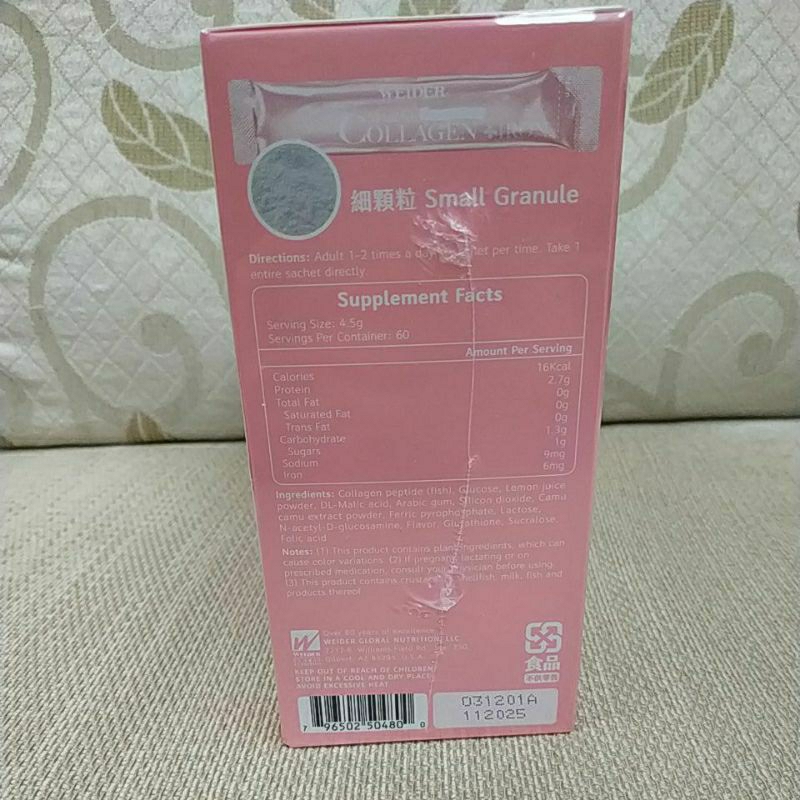 WEIDER
COLLAGEN
細顆粒 Small Granule
Directions: Adult 1-2 times a day per time. Take 1
entire sachet directly.
Supplement Facts
Serving Size: 4.5g
Servings Per Container: 60
Amount Per Serving
Calories 16Kcal
Protein 2.7g
Total Fat 0g
Saturated Fat 0g
Trans Fat 0g
Carbohydrate 1.3g
Sugars 1g
Sodium 9mg
Iron 6mg
Ingredients: Collagen peptide (fish), Glucose, Lemon juice
powder, DL-Malic acid, Arabic gum, Silicon dioxide, Camu
camu extract powder, Ferric pyrophosphate, Lactose,
N-acetyl-D-glucosamine, Flavor, Glutathione, Sucralose,
Folic acid
Notes: (1) This product contains plant ingredients, which can
cause color variations. (2) If pregnant, lactating or on
prescribed medication, consult your physician before using.
(3) This product contains shellfish, milk, fish and
products thereof
Over 80 years of excellence
WEIDER GLOBAL NUTRITION, LLC
WEIDER
Gilbert, AZ 85295 U.S.A.
KEEP OUT OF REACH OF CHILDREN
STORE IN A COOL AND DRY PLACE
AVOID EXCESSIVE HEAT
食品
不供零售
7 96502 50480 0
031201A
112025